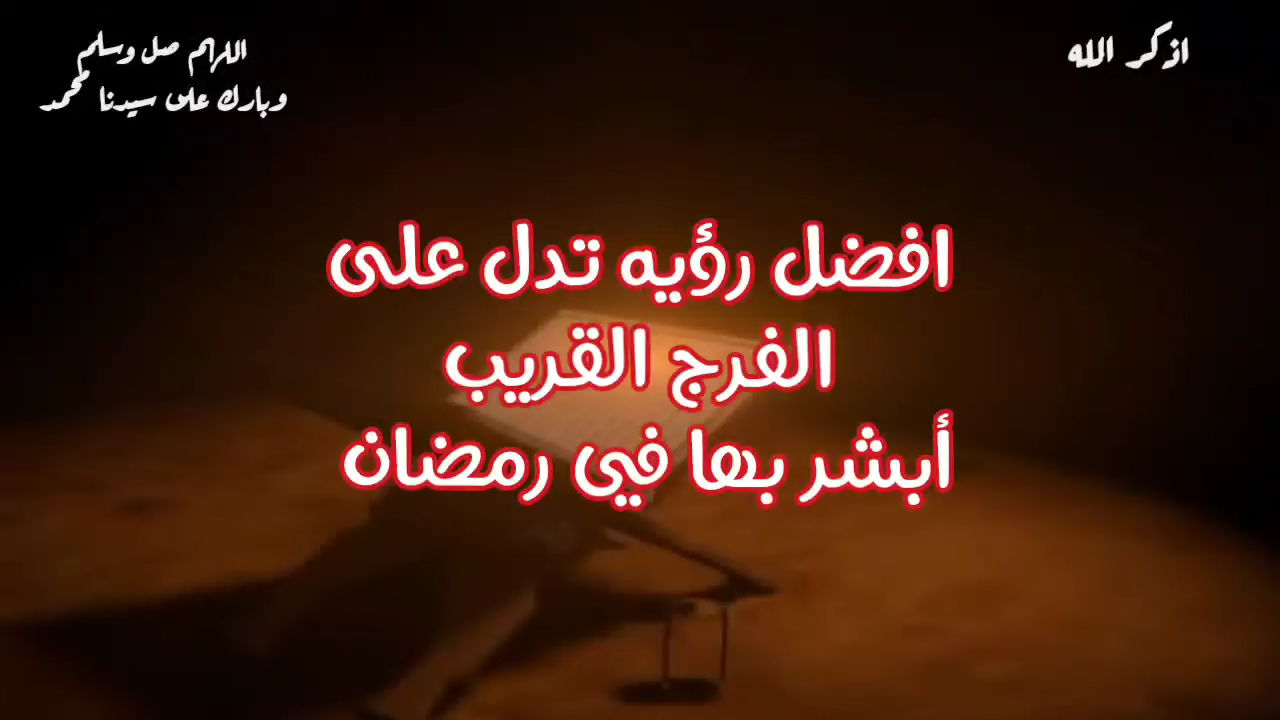 اذكر الله
اللهم صل وسلم
وبارك على سيدنا محمد
افضل رؤيه تدل على
الفرج القريب
أبشر بها في رمضان